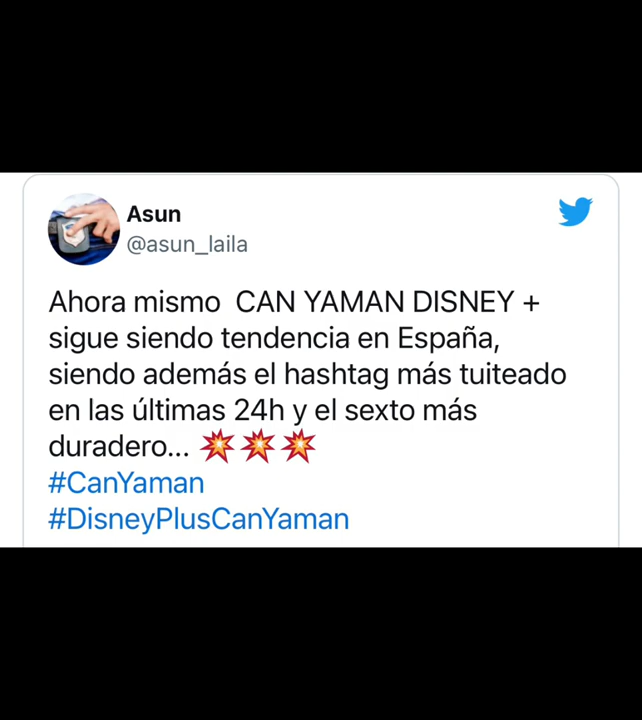 Asun
@asun_laila
Ahora mismo  CAN YAMAN DISNEY +
sigue siendo tendencia en España,
siendo además el hashtag más tuiteado
en las últimas 24h y el sexto más
duradero... 💥💥💥
#CanYaman
#DisneyPlusCanYaman